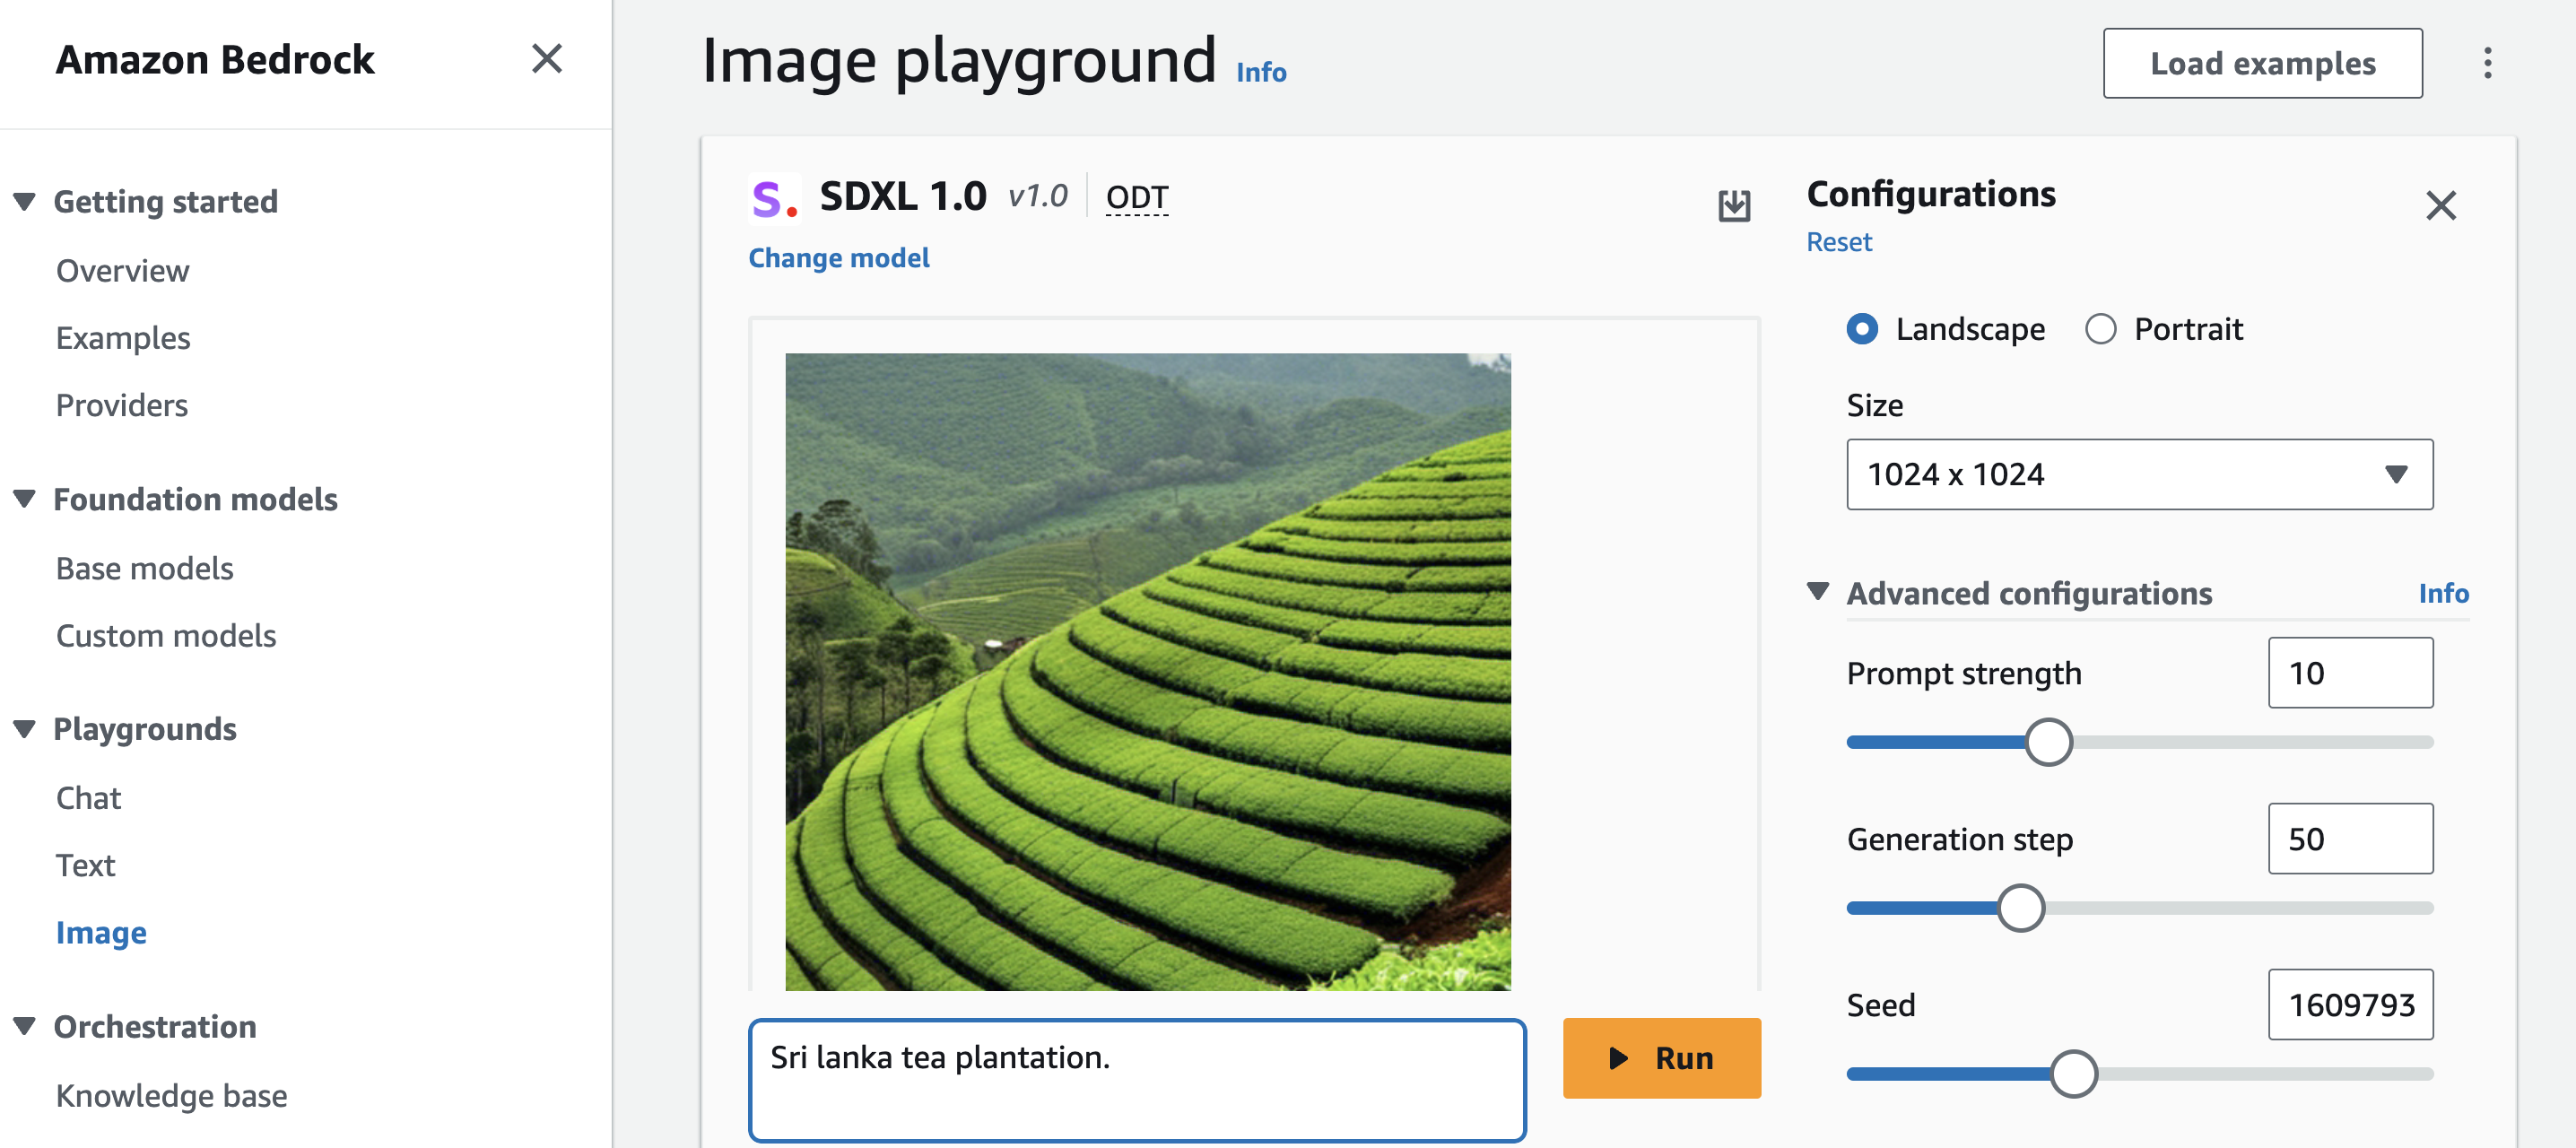 Amazon Bedrock
Getting started
Overview
Examples
Providers
Foundation models
Base models
Custom models
Playgrounds
Chat
Text
Image
Orchestration
Knowledge base
Image playground Info
Load examples
S. SDXL 1.0 v1.0 ODT
Change model
Sri lanka tea plantation.
Run
Configurations
Reset
Landscape Portrait
Size
1024 x 1024
Advanced configurations Info
Prompt strength 10
Generation step 50
Seed 1609793